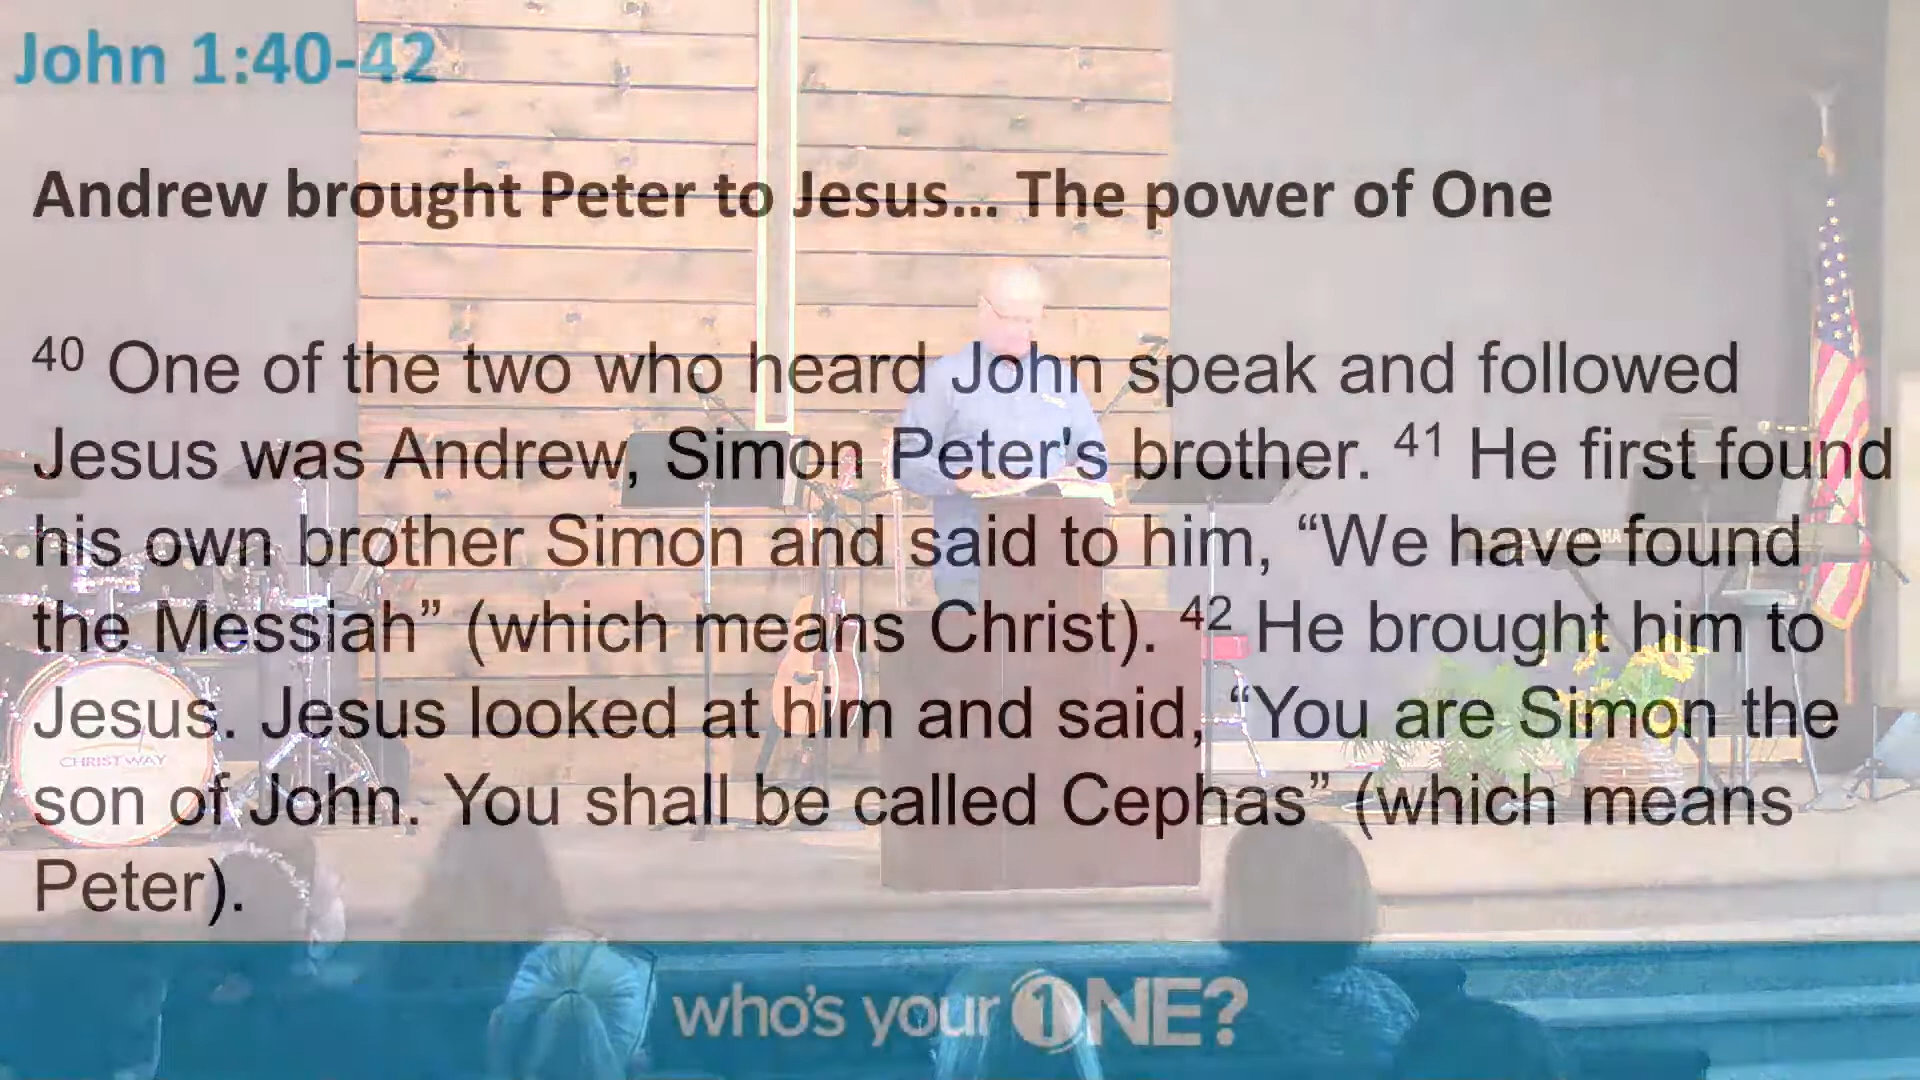 John 1:40-42
Andrew brought Peter to Jesus... The power of One
40 One of the two who heard John speak and followed
Jesus was Andrew, Simon Peter's brother. 41 He first found
his own brother Simon and said to him, “We have found
the Messiah” (which means Christ). 42 He brought him to
Jesus. Jesus looked at him and said, “You are Simon the
son of John. You shall be called Cephas” (which means
Peter).
YAMAHA
CHRISTWAY
who's your 1NE?